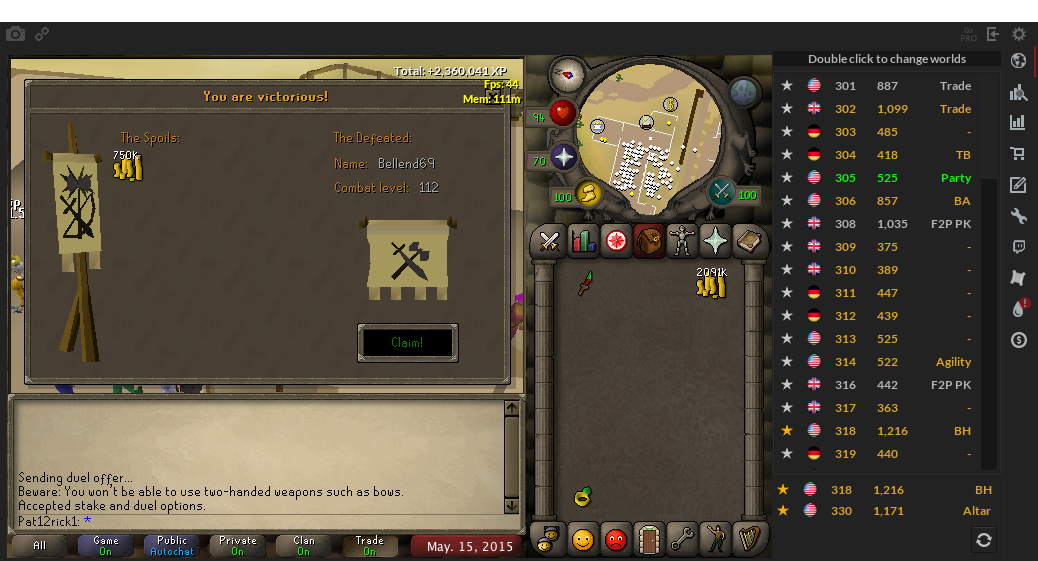 Go
PRO
Total: +2,360,041 XP
Fps: 44
Mem: 111m
You are victorious!
The Spoils:
750K
The Defeated:
Name: Bellend69
Combat level: 112
Claim!
94
70
100
100
2091K
Sending duel offer...
Beware: You won't be able to use two-handed weapons such as bows.
Accepted stake and duel options.
Pat12rick1: *
All
Game
On
Public
Autochat
Private
On
Clan
On
Trade
On
May. 15, 2015
Double click to change worlds
301 887 Trade
302 1,099 Trade
303 485 -
304 418 TB
305 525 Party
306 857 BA
308 1,035 F2P PK
309 375 -
310 389 -
311 447 -
312 439 -
313 525 -
314 522 Agility
316 442 F2P PK
317 363 -
318 1,216 BH
319 440 -
318 1,216 BH
330 1,171 Altar